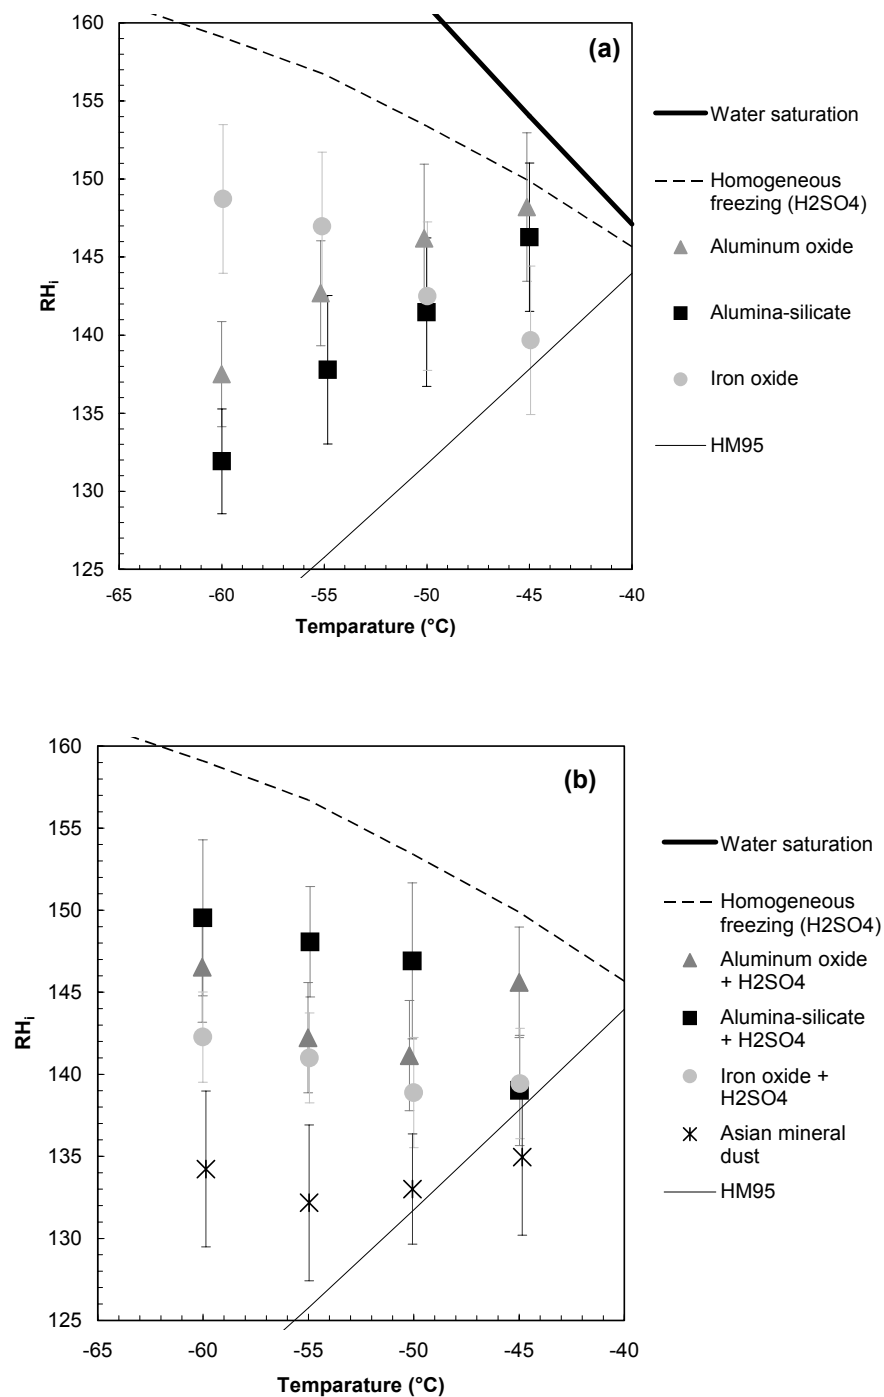 160
155
150
145
140
135
130
125
RHi
-65
-60
-55
-50
-45
-40
Temparature (°C)
(a)
Water saturation
Homogeneous
freezing (H2SO4)
Aluminum oxide
Alumina-silicate
Iron oxide
HM95
160
155
150
145
140
135
130
125
RHi
-65
-60
-55
-50
-45
-40
Temparature (°C)
(b)
Water saturation
Homogeneous
freezing (H2SO4)
Aluminum oxide
+ H2SO4
Alumina-silicate
+ H2SO4
Iron oxide +
H2SO4
Asian mineral
dust
HM95